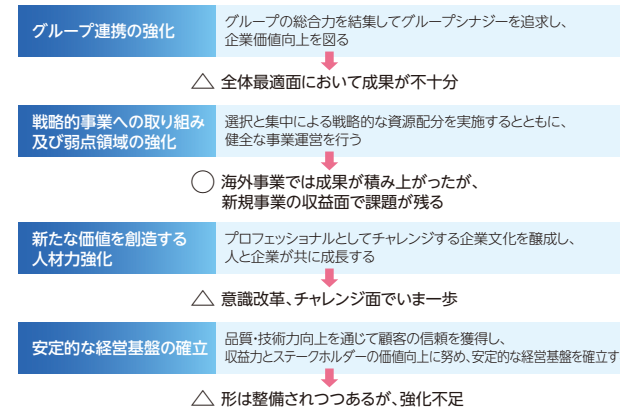 グループ連携の強化
グループの総合力を結集してグループシナジーを追求し、
企業価値向上を図る
△ 全体最適面において成果が不十分
戦略的事業への取り組み
及び弱点領域の強化
選択と集中による戦略的な資源配分を実施するとともに、
健全な事業運営を行う
○ 海外事業では成果が積み上がったが、
新規事業の収益面で課題が残る
新たな価値を創造する
人材力強化
プロフェッショナルとしてチャレンジする企業文化を醸成し、
人と企業が共に成長する
△ 意識改革、チャレンジ面でいま一歩
安定的な経営基盤の確立
品質・技術力向上を通じて顧客の信頼を獲得し、
収益力とステークホルダーの価値向上に努め、安定的な経営基盤を確立す
△ 形は整備されつつあるが、強化不足